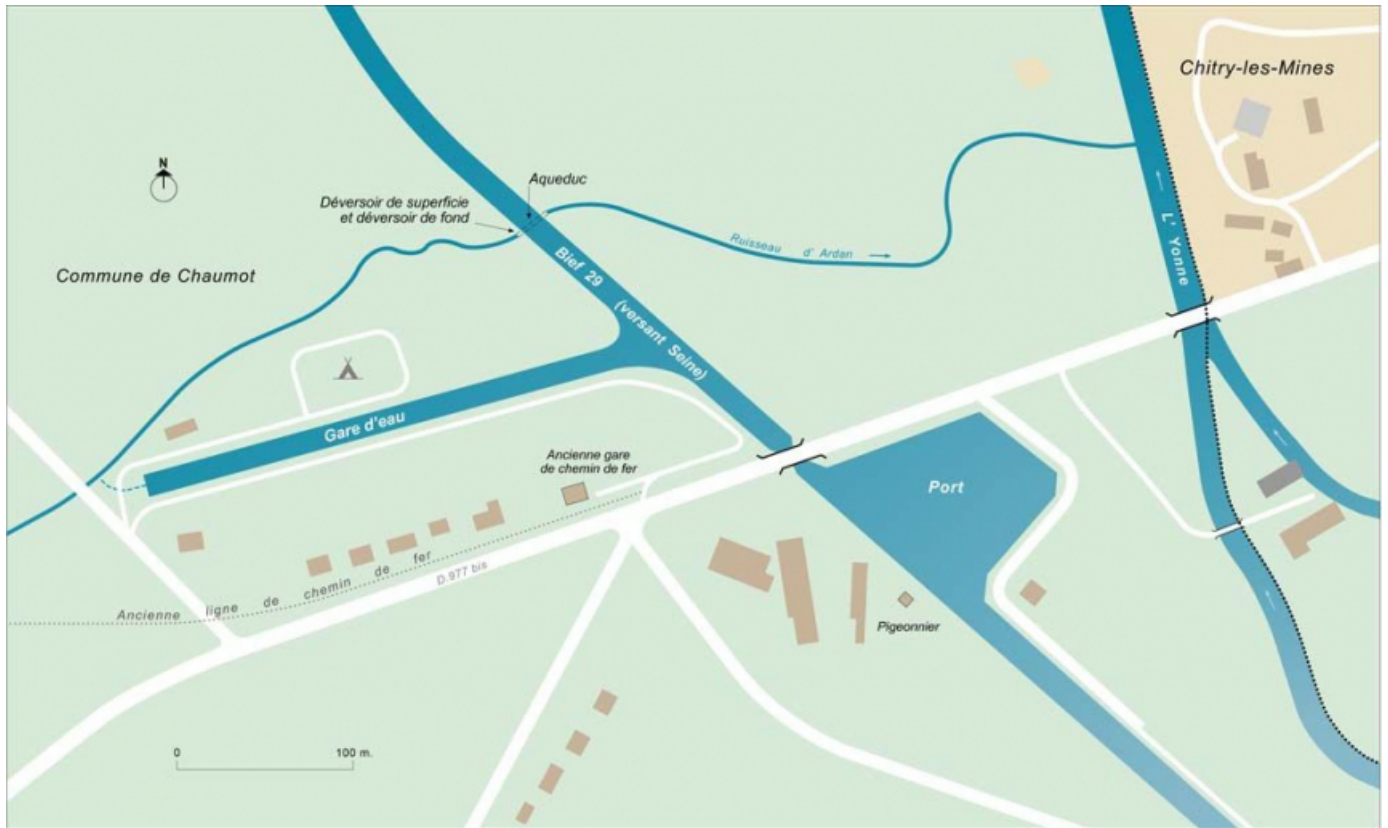 Chitry-les-Mines
N
Aqueduc
Déversoir de superficie
et déversoir de fond
Ruisseau d' Ardan
L' Yonne
Commune de Chaumot
Bief 29 (versant Seine)
Gare d'eau
Ancienne gare
de chemin de fer
Port
D.977 bis
Ancienne ligne de chemin de fer
Pigeonnier
0 100 m.